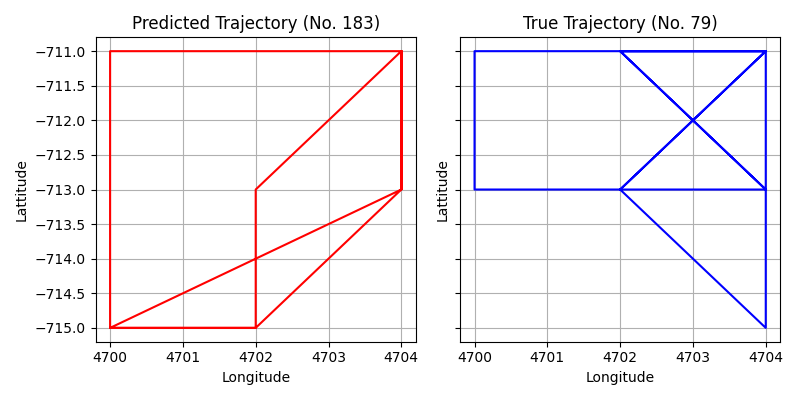 Predicted Trajectory (No. 183)
True Trajectory (No. 79)
Lattitude
−711.0
−711.5
−712.0
−712.5
−713.0
−713.5
−714.0
−714.5
−715.0
4700 4701 4702 4703 4704
Longitude
Lattitude
4700 4701 4702 4703 4704
Longitude